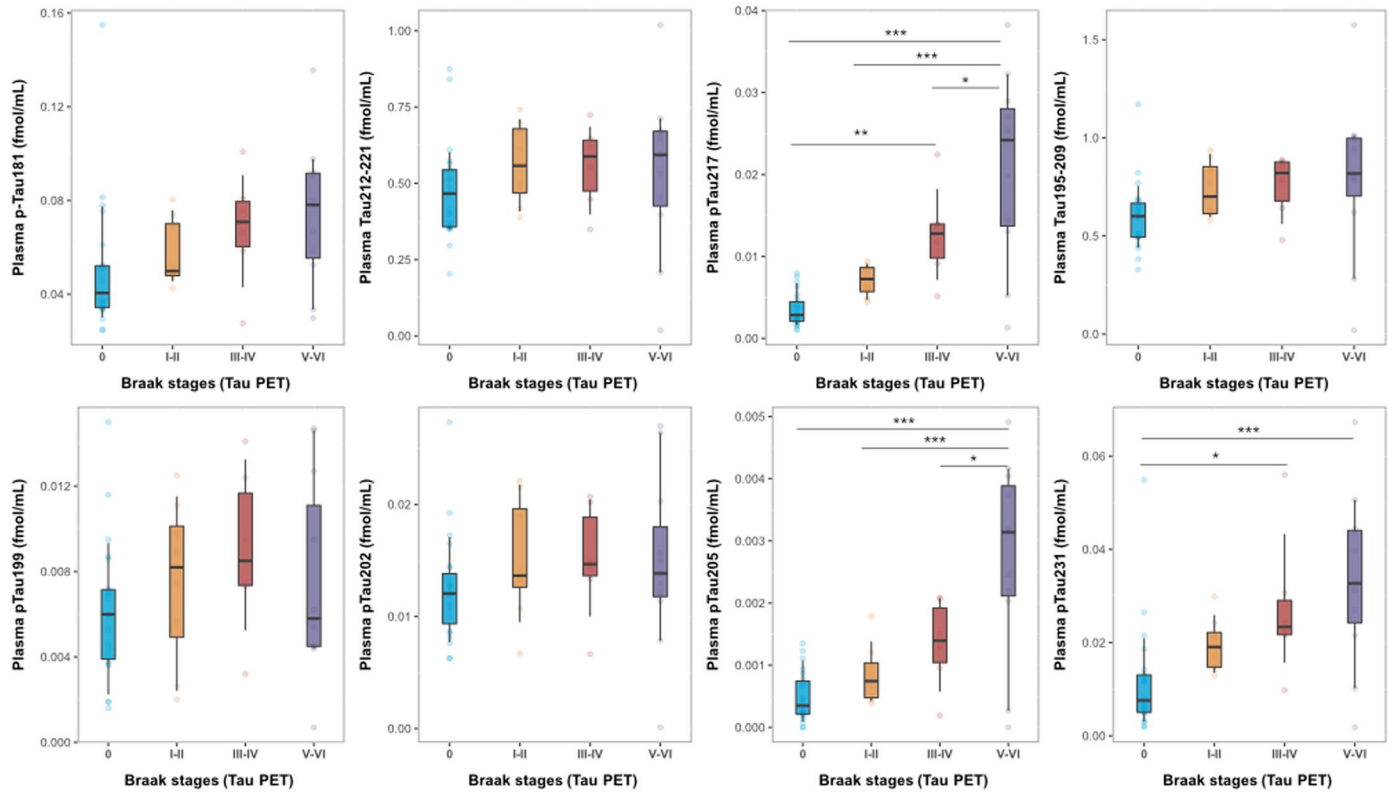 Plasma p-Tau181 (fmol/mL)
0.16
0.12
0.08
0.04
0 I-II III-IV V-VI
Braak stages (Tau PET)
Plasma Tau212-221 (fmol/mL)
1.00
0.75
0.50
0.25
0.00
0 I-II III-IV V-VI
Braak stages (Tau PET)
Plasma pTau217 (fmol/mL)
0.04
0.03
0.02
0.01
0.00
***
***
*
**
0 I-II III-IV V-VI
Braak stages (Tau PET)
Plasma Tau195-209 (fmol/mL)
1.5
1.0
0.5
0.0
0 I-II III-IV V-VI
Braak stages (Tau PET)
Plasma pTau199 (fmol/mL)
0.012
0.008
0.004
0.000
0 I-II III-IV V-VI
Braak stages (Tau PET)
Plasma pTau202 (fmol/mL)
0.02
0.01
0.00
0 I-II III-IV V-VI
Braak stages (Tau PET)
Plasma pTau205 (fmol/mL)
0.005
0.004
0.003
0.002
0.001
0.000
***
***
*
0 I-II III-IV V-VI
Braak stages (Tau PET)
Plasma pTau231 (fmol/mL)
0.06
0.04
0.02
0.00
***
*
0 I-II III-IV V-VI
Braak stages (Tau PET)